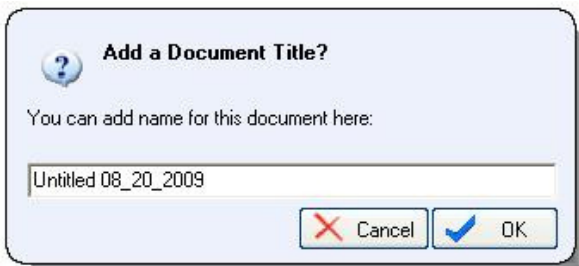 Add a Document Title?
You can add name for this document here:
Untitled 08_20_2009
Cancel OK